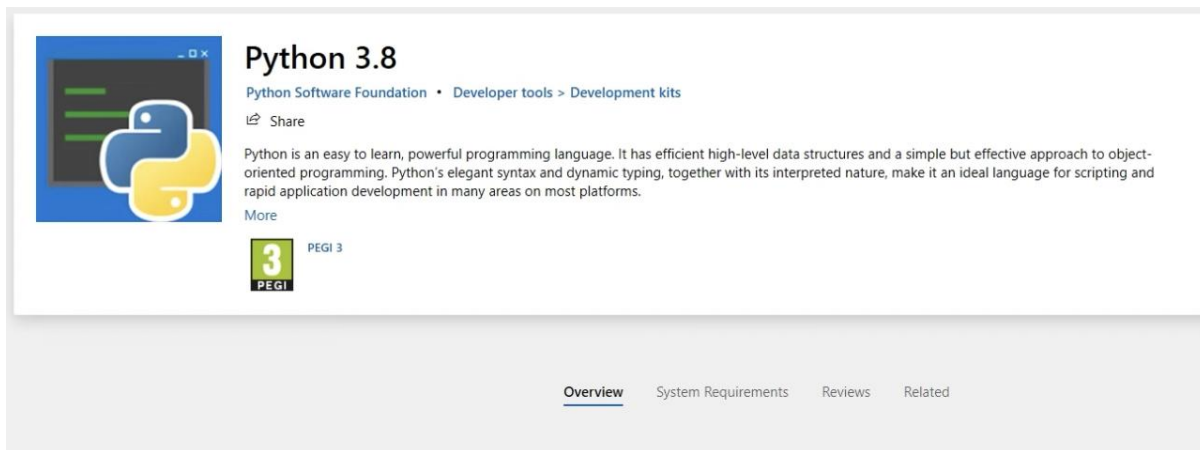 Python 3.8
Python Software Foundation • Developer tools > Development kits
Share
Python is an easy to learn, powerful programming language. It has efficient high-level data structures and a simple but effective approach to object-
oriented programming. Python's elegant syntax and dynamic typing, together with its interpreted nature, make it an ideal language for scripting and
rapid application development in many areas on most platforms.
More
3
PEGI
PEGI 3
Overview System Requirements Reviews Related